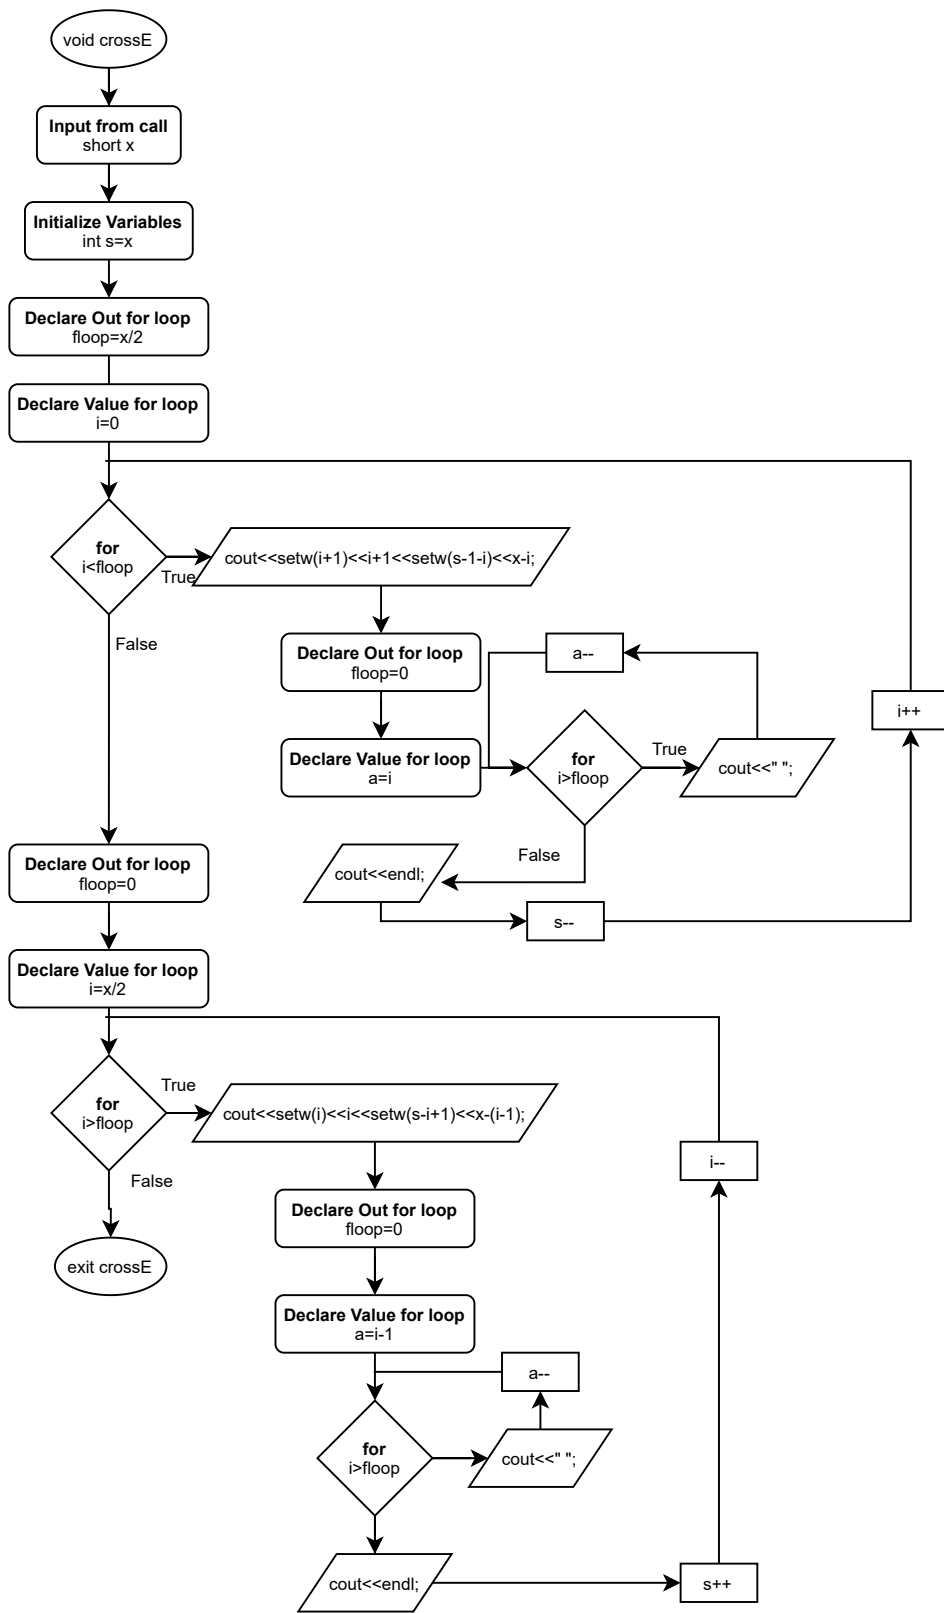 void crossE
Input from call
short x
Initialize Variables
int s=x
Declare Out for loop
floop=x/2
Declare Value for loop
i=0
for
i<floop
True
cout<<setw(i+1)<<i+1<<setw(s-1-i)<<x-i;
False
Declare Out for loop
floop=0
a--
i++
Declare Value for loop
a=i
for
i>floop
True
cout<<" ";
False
cout<<endl;
s--
Declare Out for loop
floop=0
Declare Value for loop
i=x/2
for
i>floop
True
cout<<setw(i)<<i<<setw(s-i+1)<<x-(i-1);
False
i--
Declare Out for loop
floop=0
exit crossE
Declare Value for loop
a=i-1
a--
for
i>floop
cout<<" ";
cout<<endl;
s++